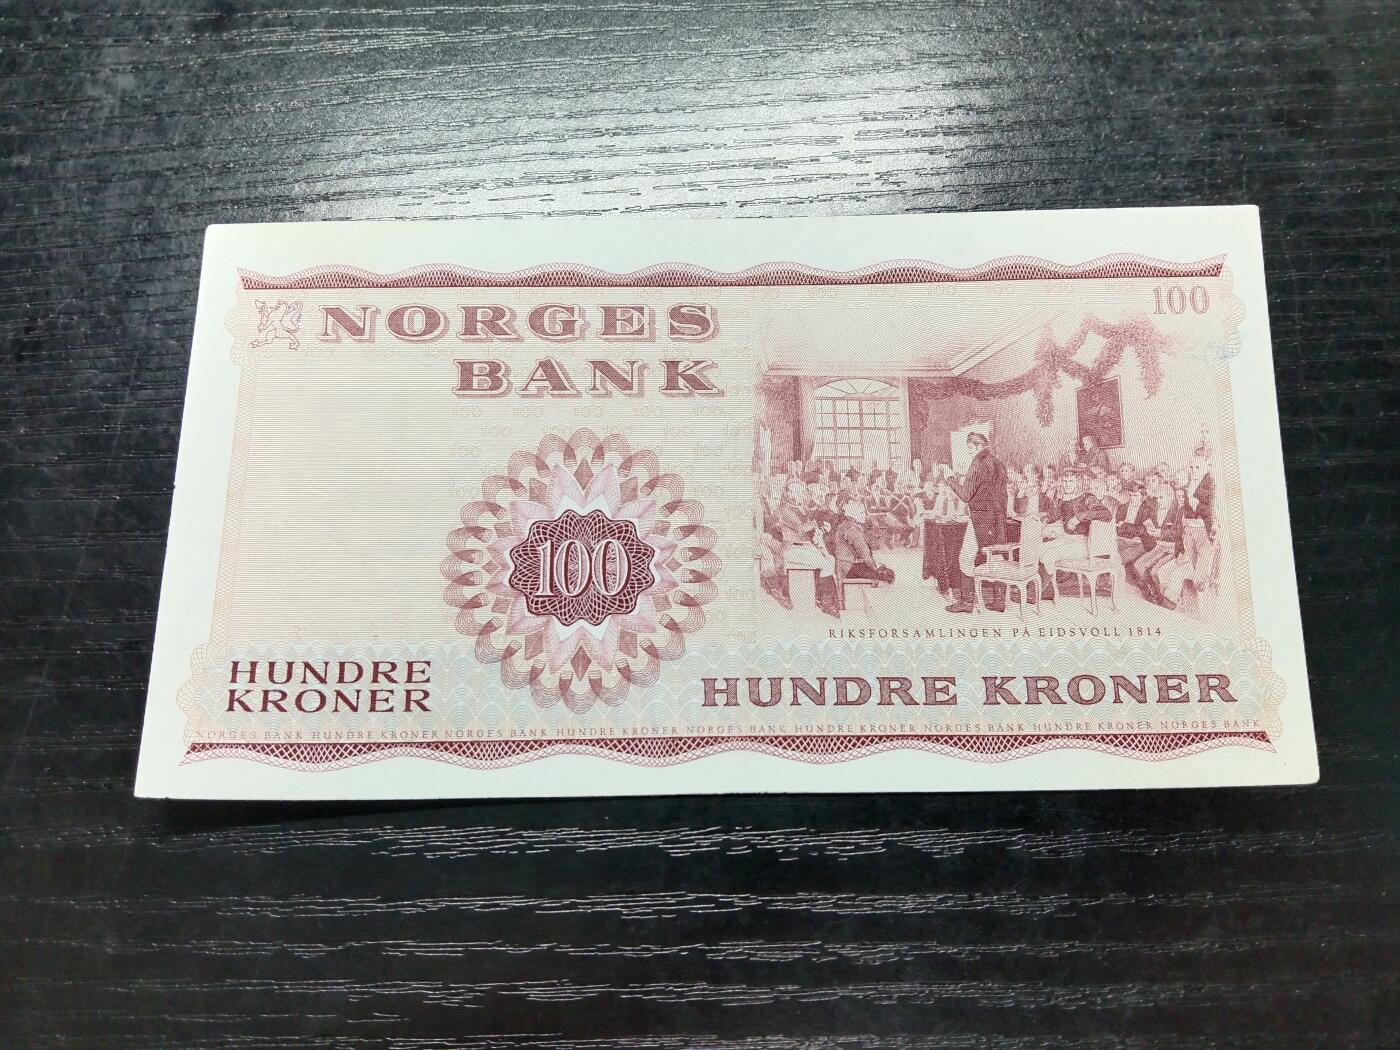 NORGES
BANK
100
100
RIKSFORSAMLINGEN PÅ EIDSVOLL 1814
HUNDRE
KRONER
HUNDRE KRONER
NORGES BANK HUNDRE KRONER NORGES BANK HUNDRE KRONER NORGES BANK HUNDRE KRONER NORGES BANK HUNDRE KRONER NORGES BANK